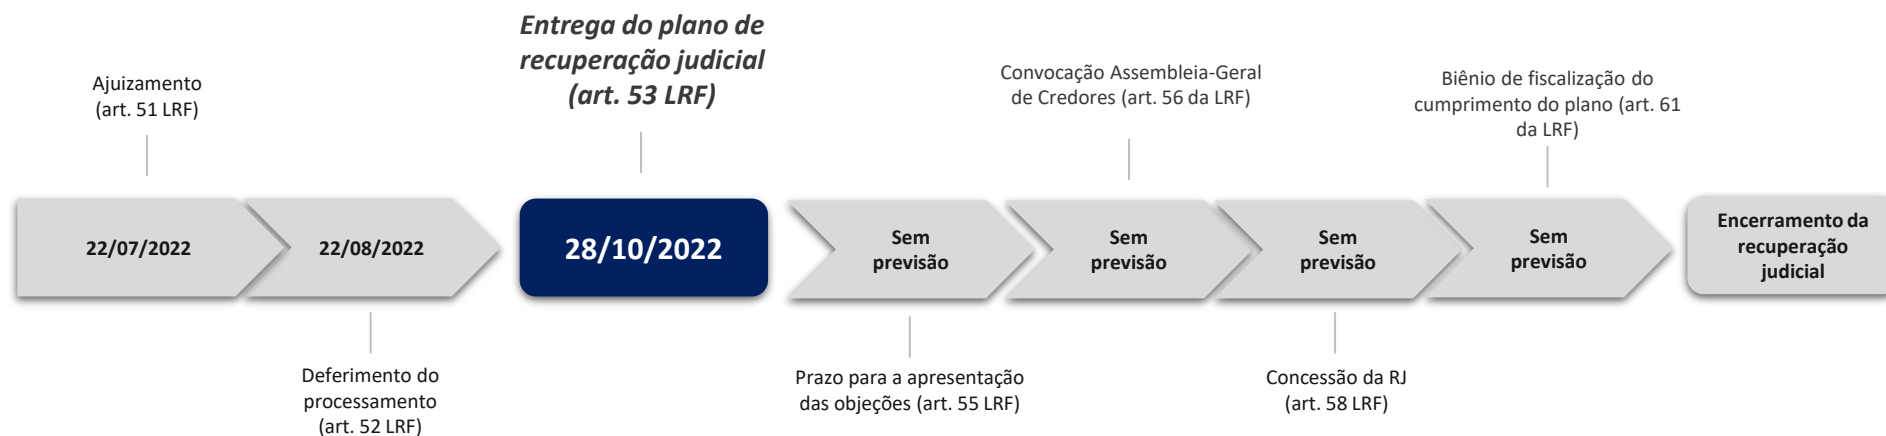 Ajuizamento
(art. 51 LRF)
22/07/2022
22/08/2022
Deferimento do
processamento
(art. 52 LRF)
Entrega do plano de
recuperação judicial
(art. 53 LRF)
28/10/2022
Sem
previsão
Prazo para a apresentação
das objeções (art. 55 LRF)
Convocação Assembleia-Geral
de Credores (art. 56 da LRF)
Sem
previsão
Sem
previsão
Concessão da RJ
(art. 58 LRF)
Biênio de fiscalização do
cumprimento do plano (art. 61
da LRF)
Sem
previsão
Encerramento da
recuperação
judicial